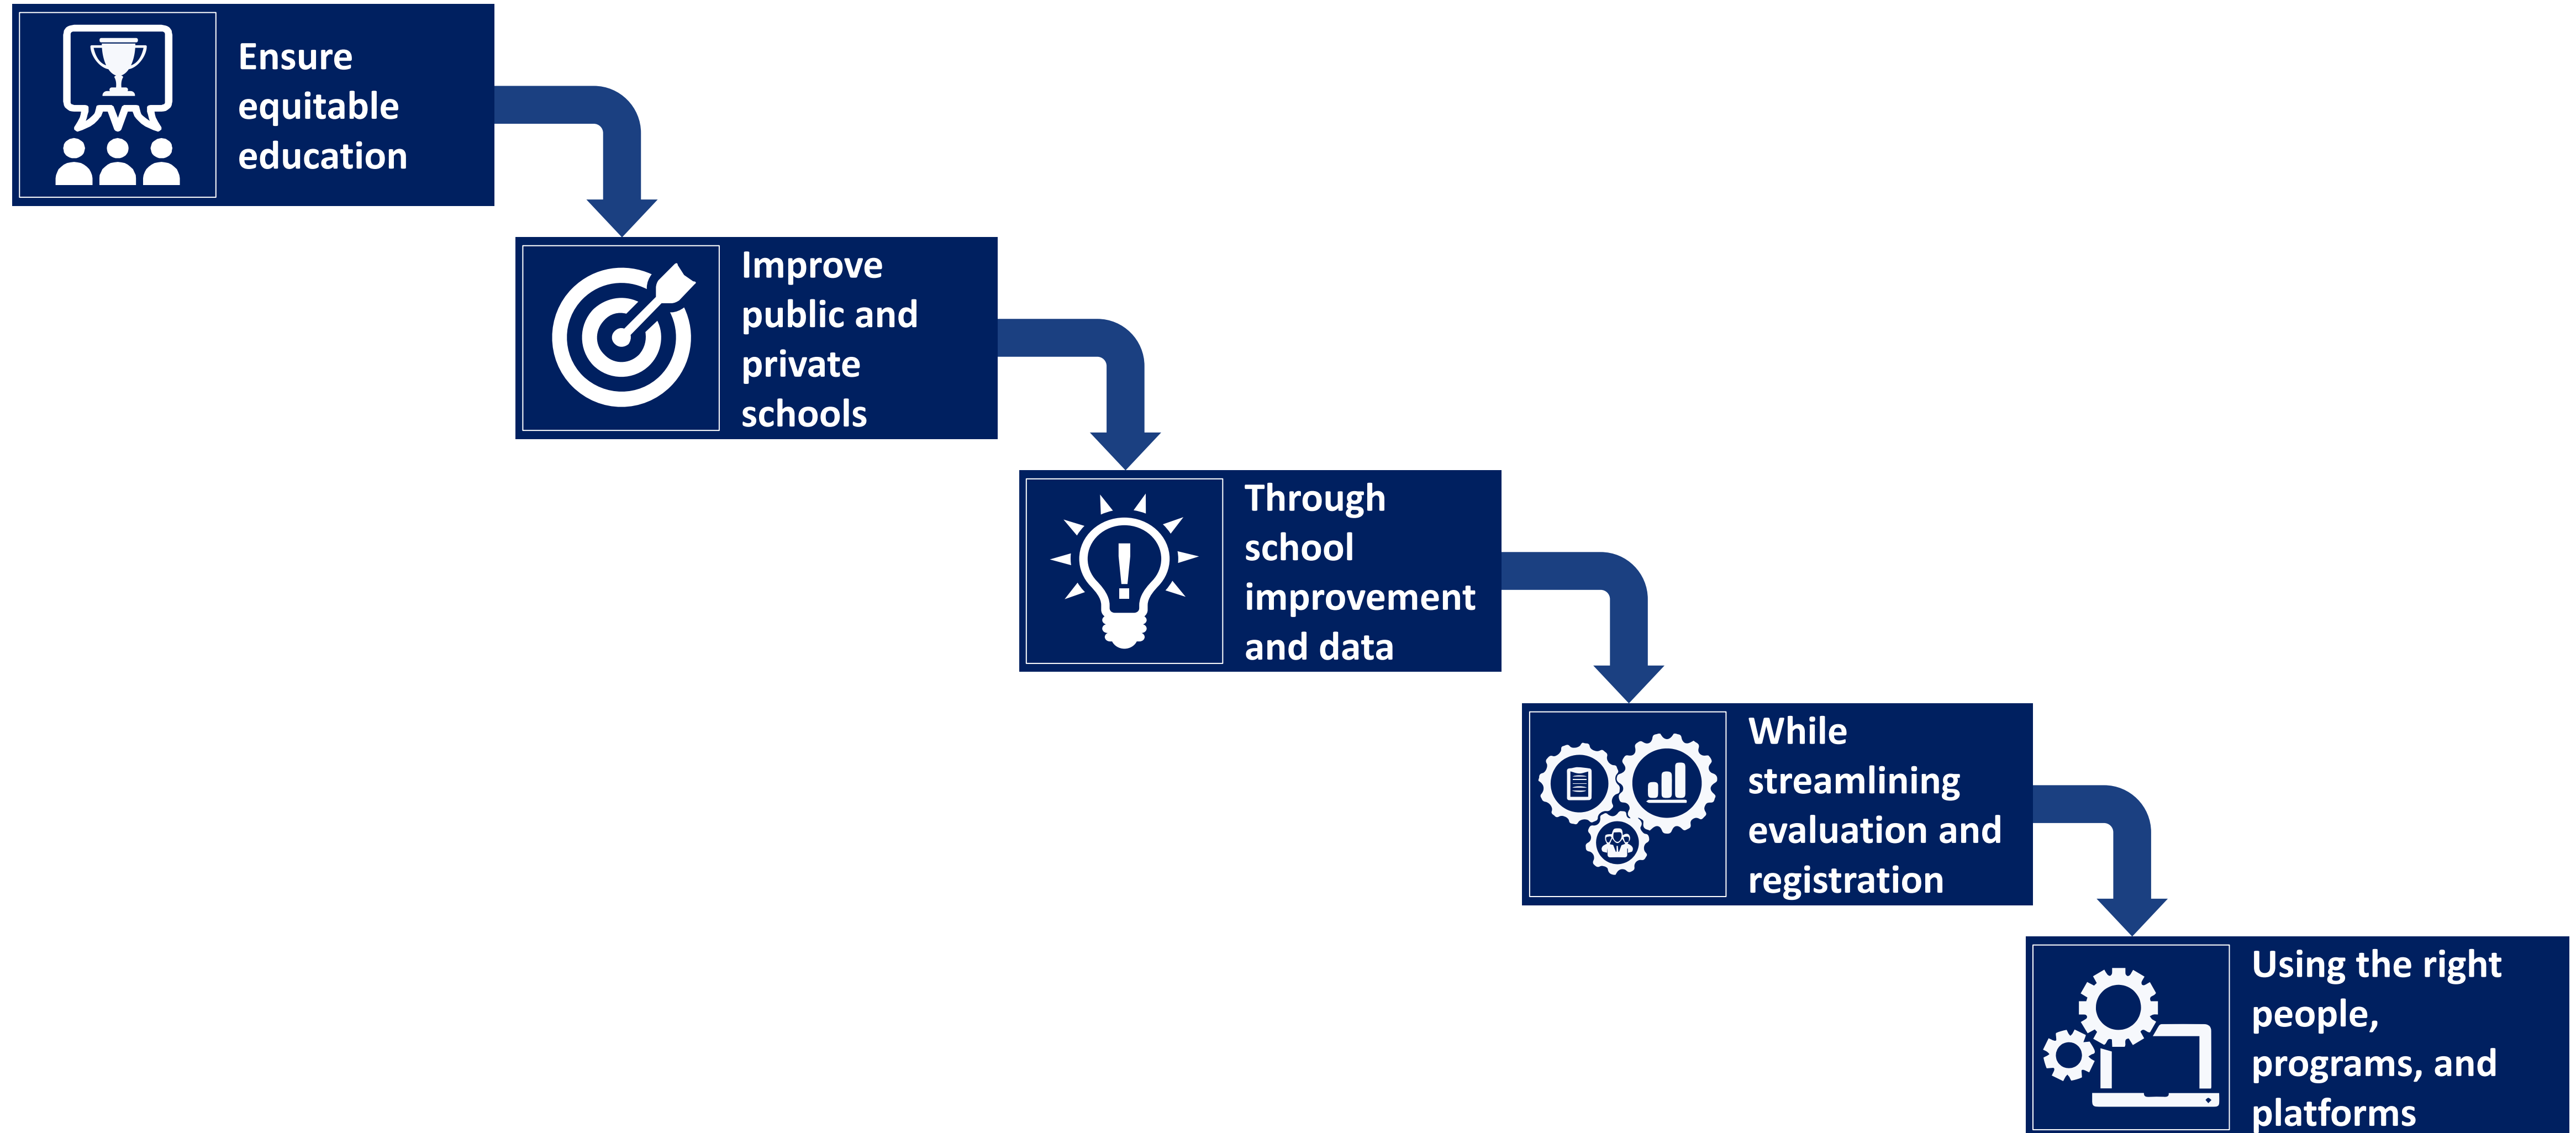 Ensure
equitable
education
Improve
public and
private
schools
Through
school
improvement
and data
While
streamlining
evaluation and
registration
Using the right
people,
programs, and
platforms